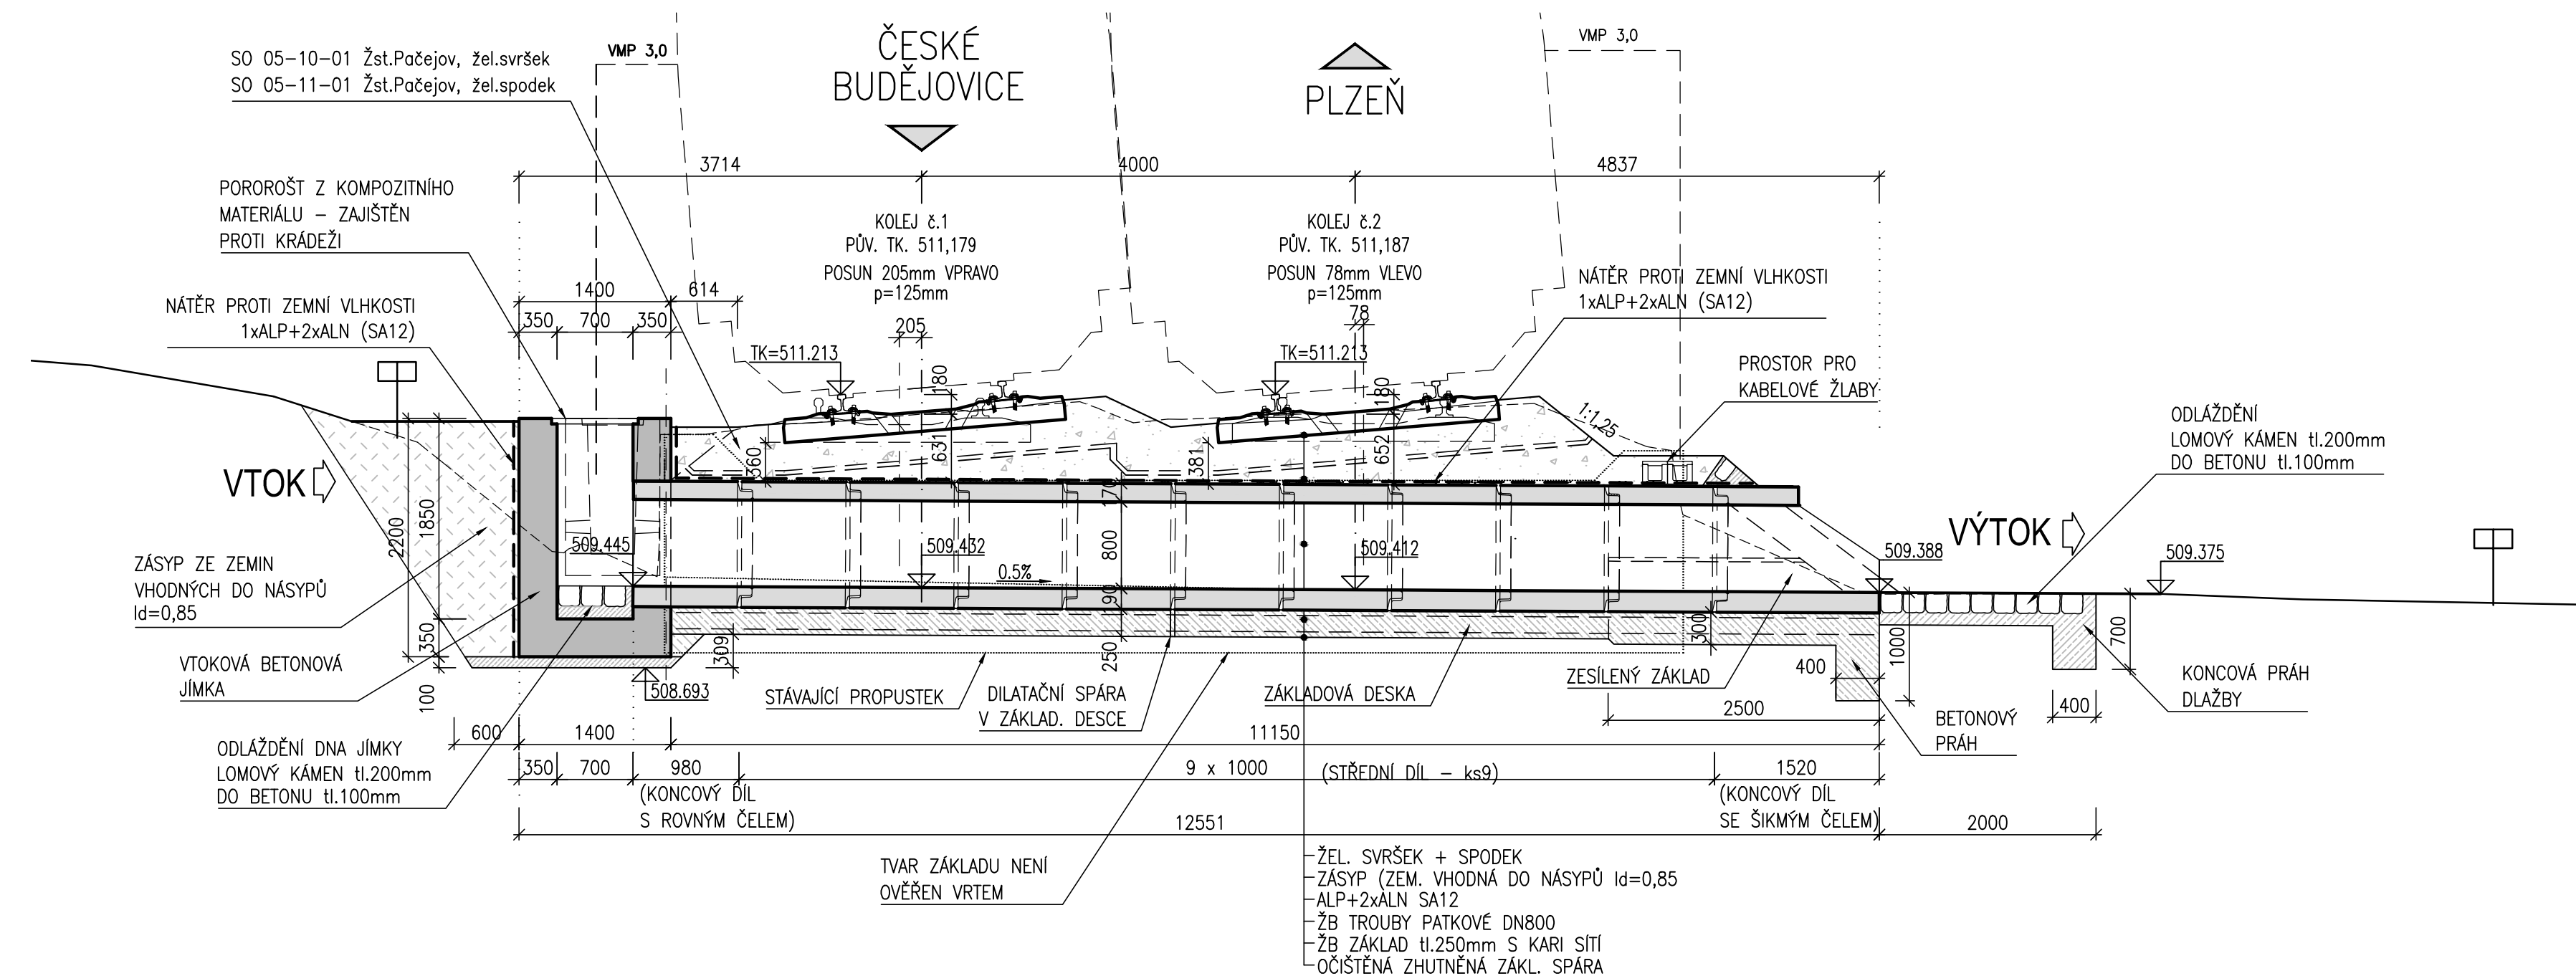 SO 05-10-01 Žst.Pačejov, žel.svršek
SO 05-11-01 Žst.Pačejov, žel.spodek
VMP 3,0
ČESKÉ
BUDĚJOVICE
PLZEŇ
VMP 3,0
3714
4000
4837
POROROŠT Z KOMPOZITNÍHO
MATERIÁLU – ZAJIŠTĚN
PROTI KRÁDEŽI
KOLEJ č.1
PŮV. TK. 511,179
POSUN 205mm VPRAVO
p=125mm
205
KOLEJ č.2
PŮV. TK. 511,187
POSUN 78mm VLEVO
p=125mm
78
NÁTĚR PROTI ZEMNÍ VLHKOSTI
1xALP+2xALN (SA12)
1400
614
350
700
350
NÁTĚR PROTI ZEMNÍ VLHKOSTI
1xALP+2xALN (SA12)
TK=511.213
TK=511.213
180
180
PROSTOR PRO
KABELOVÉ ŽLABY
1:1,25
ODLÁŽDĚNÍ
LOMOVÝ KÁMEN tl.200mm
DO BETONU tl.100mm
360
631
381
652
VTOK
VÝTOK
2200
1850
350
100
170
800
90
250
509.445
509.432
509.412
509.388
509.375
0.5%
ZÁSYP ZE ZEMIN
VHODNÝCH DO NÁSYPŮ
Id=0,85
VTOKOVÁ BETONOVÁ
JÍMKA
309
508.693
300
400
1000
700
400
STÁVAJÍCÍ PROPUSTEK
DILATAČNÍ SPÁRA
V ZÁKLAD. DESCE
ZÁKLADOVÁ DESKA
ZESÍLENÝ ZÁKLAD
2500
BETONOVÝ
PRÁH
KONCOVÁ PRÁH
DLAŽBY
600
1400
11150
ODLÁŽDĚNÍ DNA JÍMKY
LOMOVÝ KÁMEN tl.200mm
DO BETONU tl.100mm
350
700
980
9 x 1000
(STŘEDNÍ DÍL – ks9)
1520
(KONCOVÝ DÍL
S ROVNÝM ČELEM)
(KONCOVÝ DÍL
SE ŠIKMÝM ČELEM)
12551
2000
TVAR ZÁKLADU NENÍ
OVĚŘEN VRTEM
ŽEL. SVRŠEK + SPODEK
ZÁSYP (ZEM. VHODNÁ DO NÁSYPŮ Id=0,85
ALP+2xALN SA12
ŽB TROUBY PATKOVÉ DN800
ŽB ZÁKLAD tl.250mm S KARI SÍTÍ
OČIŠTĚNÁ ZHUTNĚNÁ ZÁKL. SPÁRA